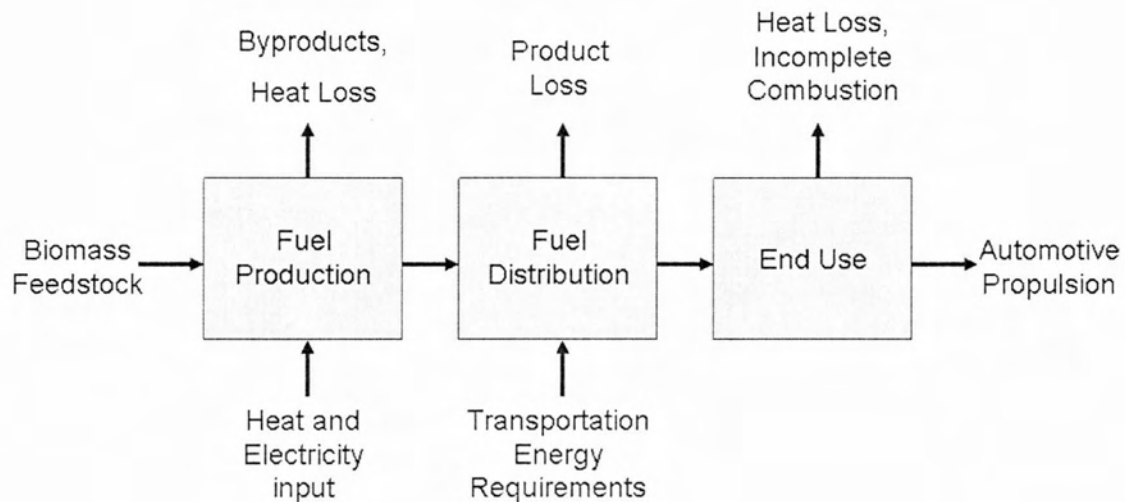 Byproducts,
Heat Loss
Product
Loss
Heat Loss,
Incomplete
Combustion
Biomass
Feedstock
Fuel
Production
Fuel
Distribution
End Use
Automotive
Propulsion
Heat and
Electricity
input
Transportation
Energy
Requirements